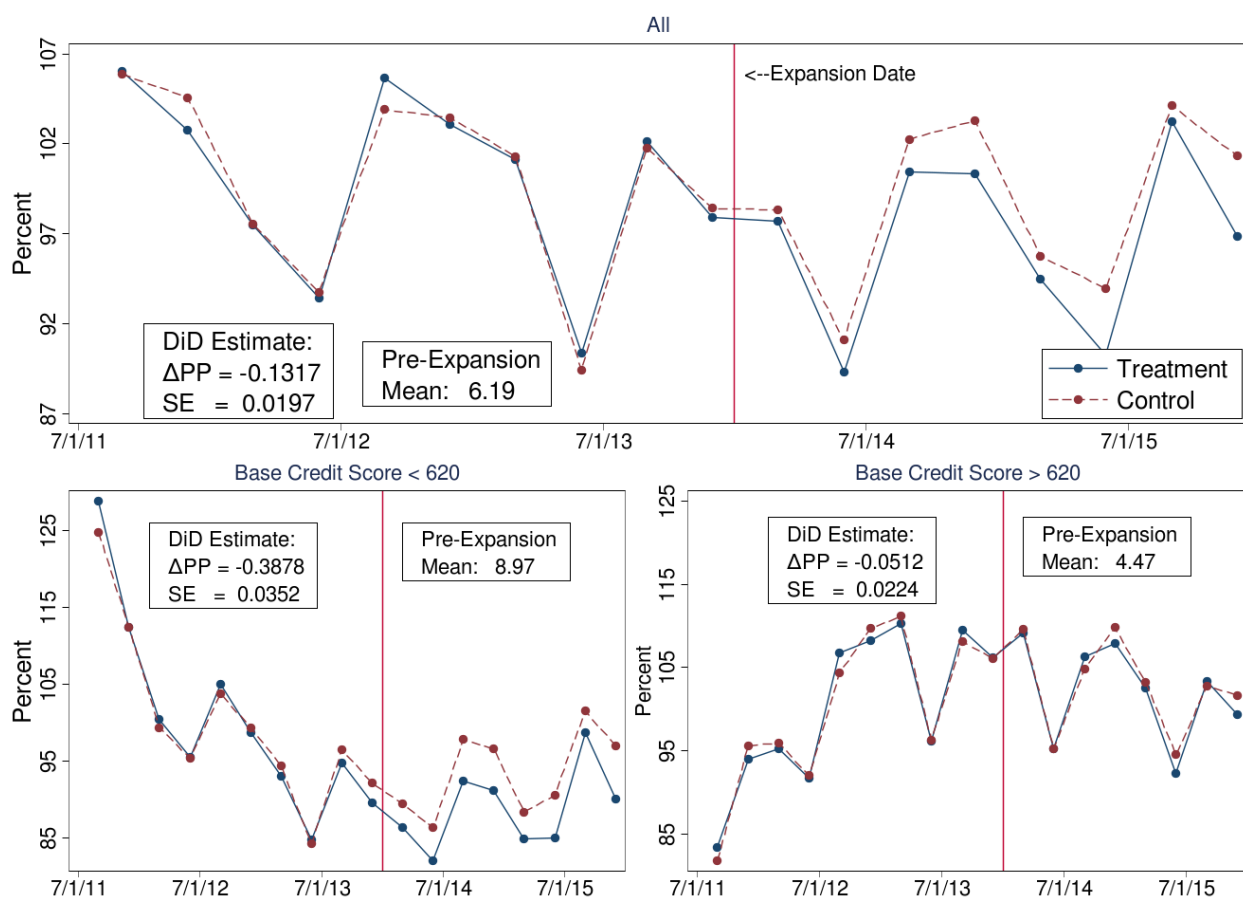 All
107
102
97
92
87
Percent
<--Expansion Date
DiD Estimate:
ΔPP = -0.1317
SE = 0.0197
Pre-Expansion
Mean: 6.19
Treatment
Control
7/1/11 7/1/12 7/1/13 7/1/14 7/1/15
Base Credit Score < 620
125
115
105
95
85
Percent
DiD Estimate:
ΔPP = -0.3878
SE = 0.0352
Pre-Expansion
Mean: 8.97
7/1/11 7/1/12 7/1/13 7/1/14 7/1/15
Base Credit Score > 620
125
115
105
95
85
Percent
DiD Estimate:
ΔPP = -0.0512
SE = 0.0224
Pre-Expansion
Mean: 4.47
7/1/11 7/1/12 7/1/13 7/1/14 7/1/15